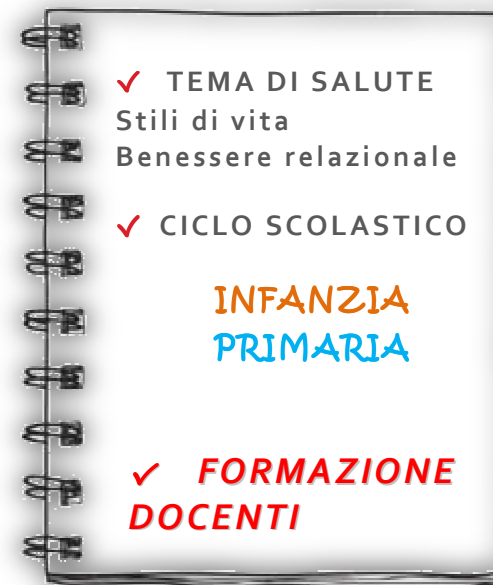 ✓ TEMA DI SALUTE
Stili di vita
Benessere relazionale
✓ CICLO SCOLASTICO
INFANZIA
PRIMARIA
✓ FORMAZIONE
DOCENTI